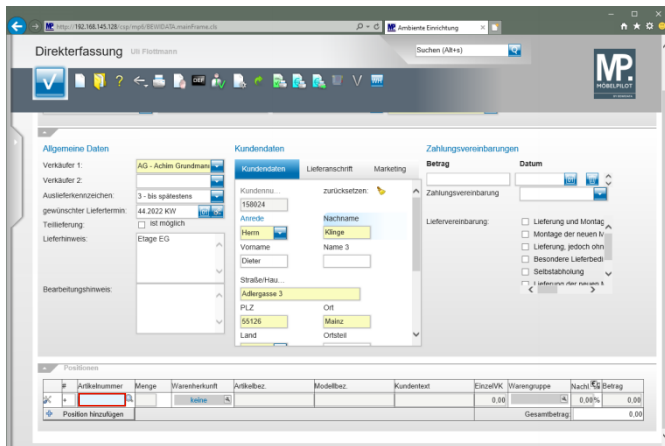 http://192.168.145.128/csp/mp8/BEWIDATA.mainFrame.cls
Ambiente Einrichtung
Direkterfassung Uli Flottmann
Suchen (Alt+s)
MP.
MÖBELPILOT
Allgemeine Daten
Verkäufer 1: AG - Achim Grundmann
Verkäufer 2:
Auslieferkennzeichen: 3 - bis spätestens
gewünschter Liefertermin: 44.2022 KW
Teillieferung: ist möglich
Lieferhinweis: Etage EG
Bearbeitungshinweis:
Kundendaten
Kundendaten Lieferanschrift Marketing
Kundennu... zurücksetzen:
158024
Anrede Nachname
Herrn Klinge
Vorname Name 3
Dieter
Straße/Hau...
Adlergasse 3
PLZ Ort
55126 Mainz
Land Ortsteil
Zahlungsvereinbarungen
Betrag Datum
Zahlungsvereinbarung
Liefervereinbarung:
Lieferung und Montag
Montage der neuen M
Lieferung, jedoch ohn
Besondere Lieferbedi
Selbstabholung
Lieferung der neuen M
Positionen
# Artikelnummer Menge Warenherkunft Artikelbez. Modellbez. Kundentext EinzelVK Warengruppe Nachl Betrag
+ keine 0,00 0,00% 0,00
Position hinzufügen Gesamtbetrag: 0,00